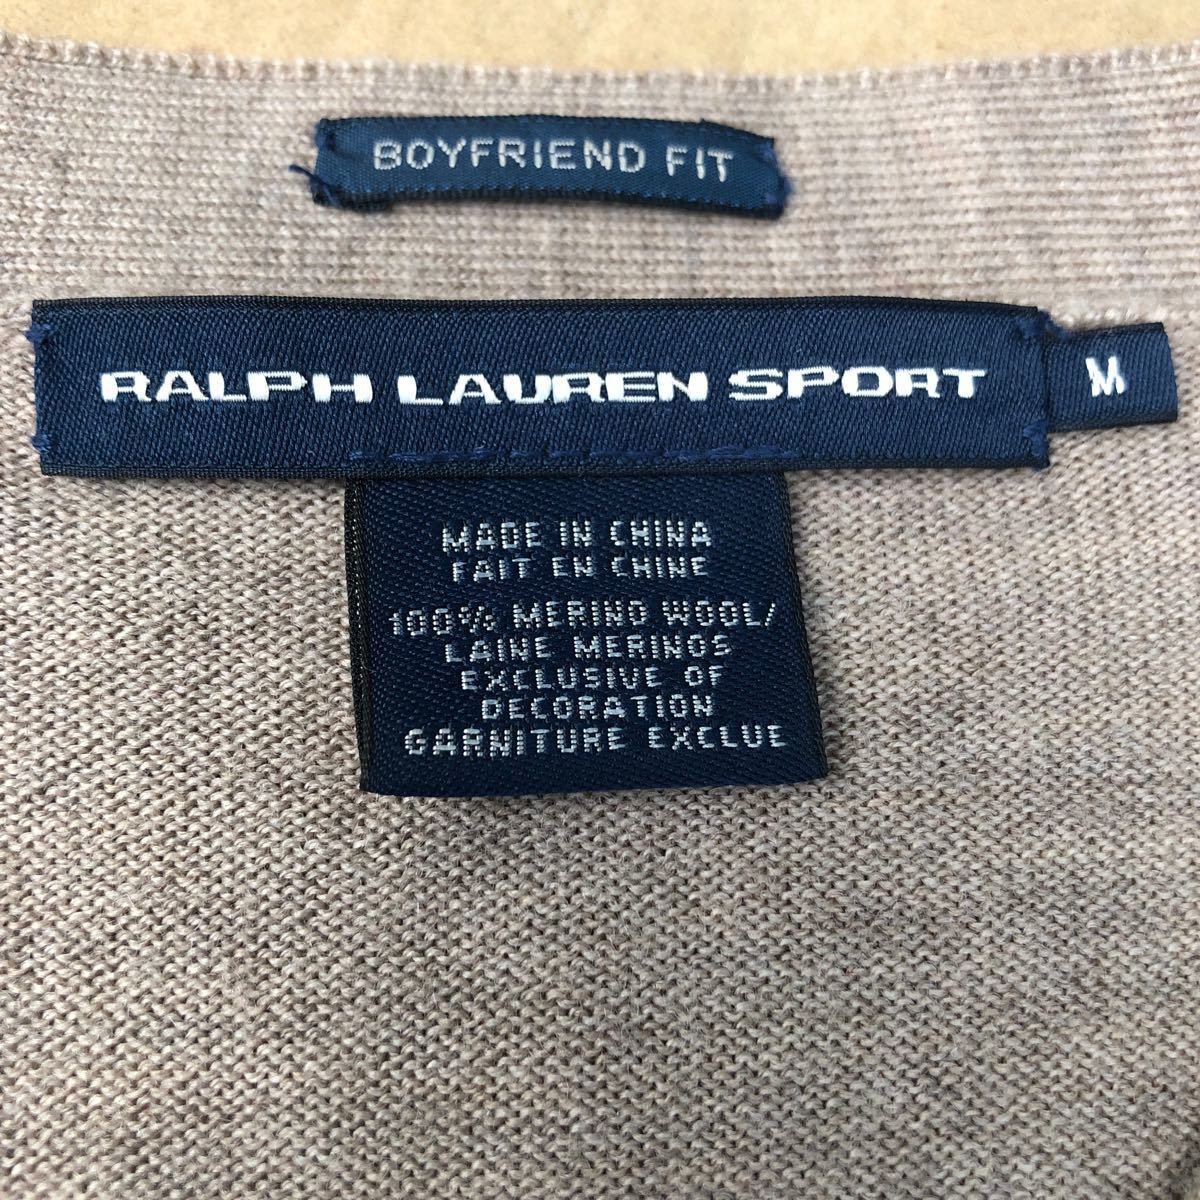 BOYFRIEND FIT
RALPH LAUREN SPORT
M
MADE IN CHINA
FAIT EN CHINE
100% MERINO WOOL/
LAINE MERINOS
EXCLUSIVE OF
DECORATION
GARNITURE EXCLUE